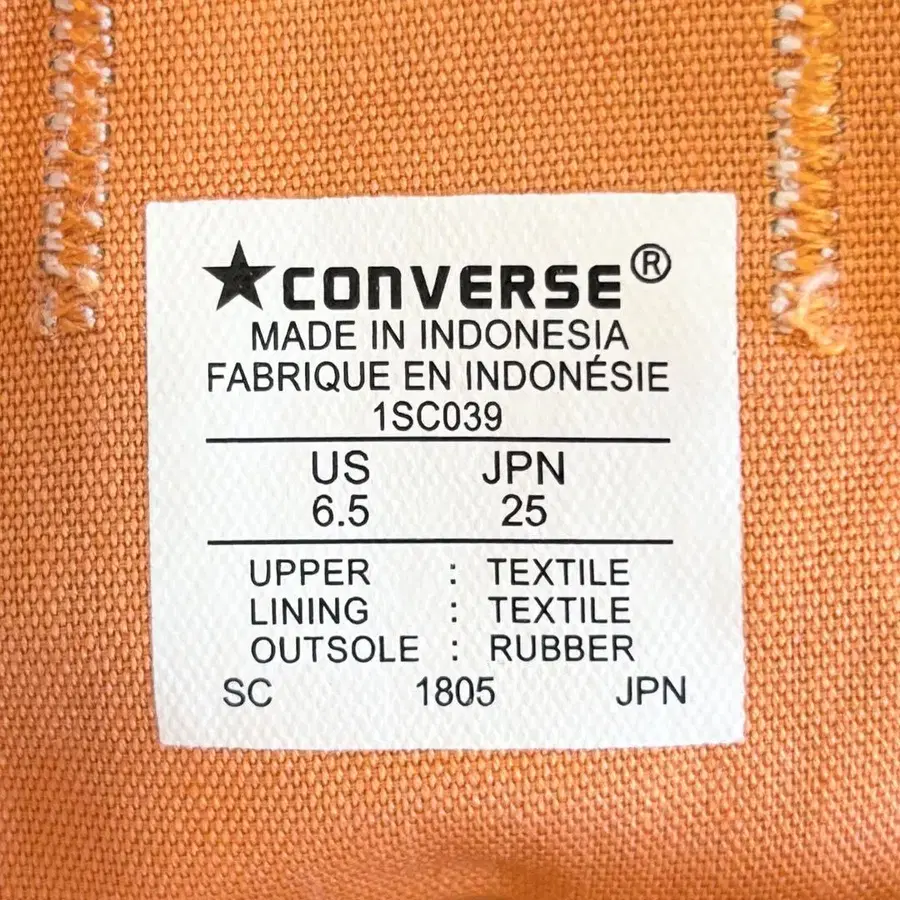 ★CONVERSE®
MADE IN INDONESIA
FABRIQUE EN INDONÉSIE
1SC039
US JPN
6.5 25
UPPER : TEXTILE
LINING : TEXTILE
OUTSOLE : RUBBER
SC 1805 JPN